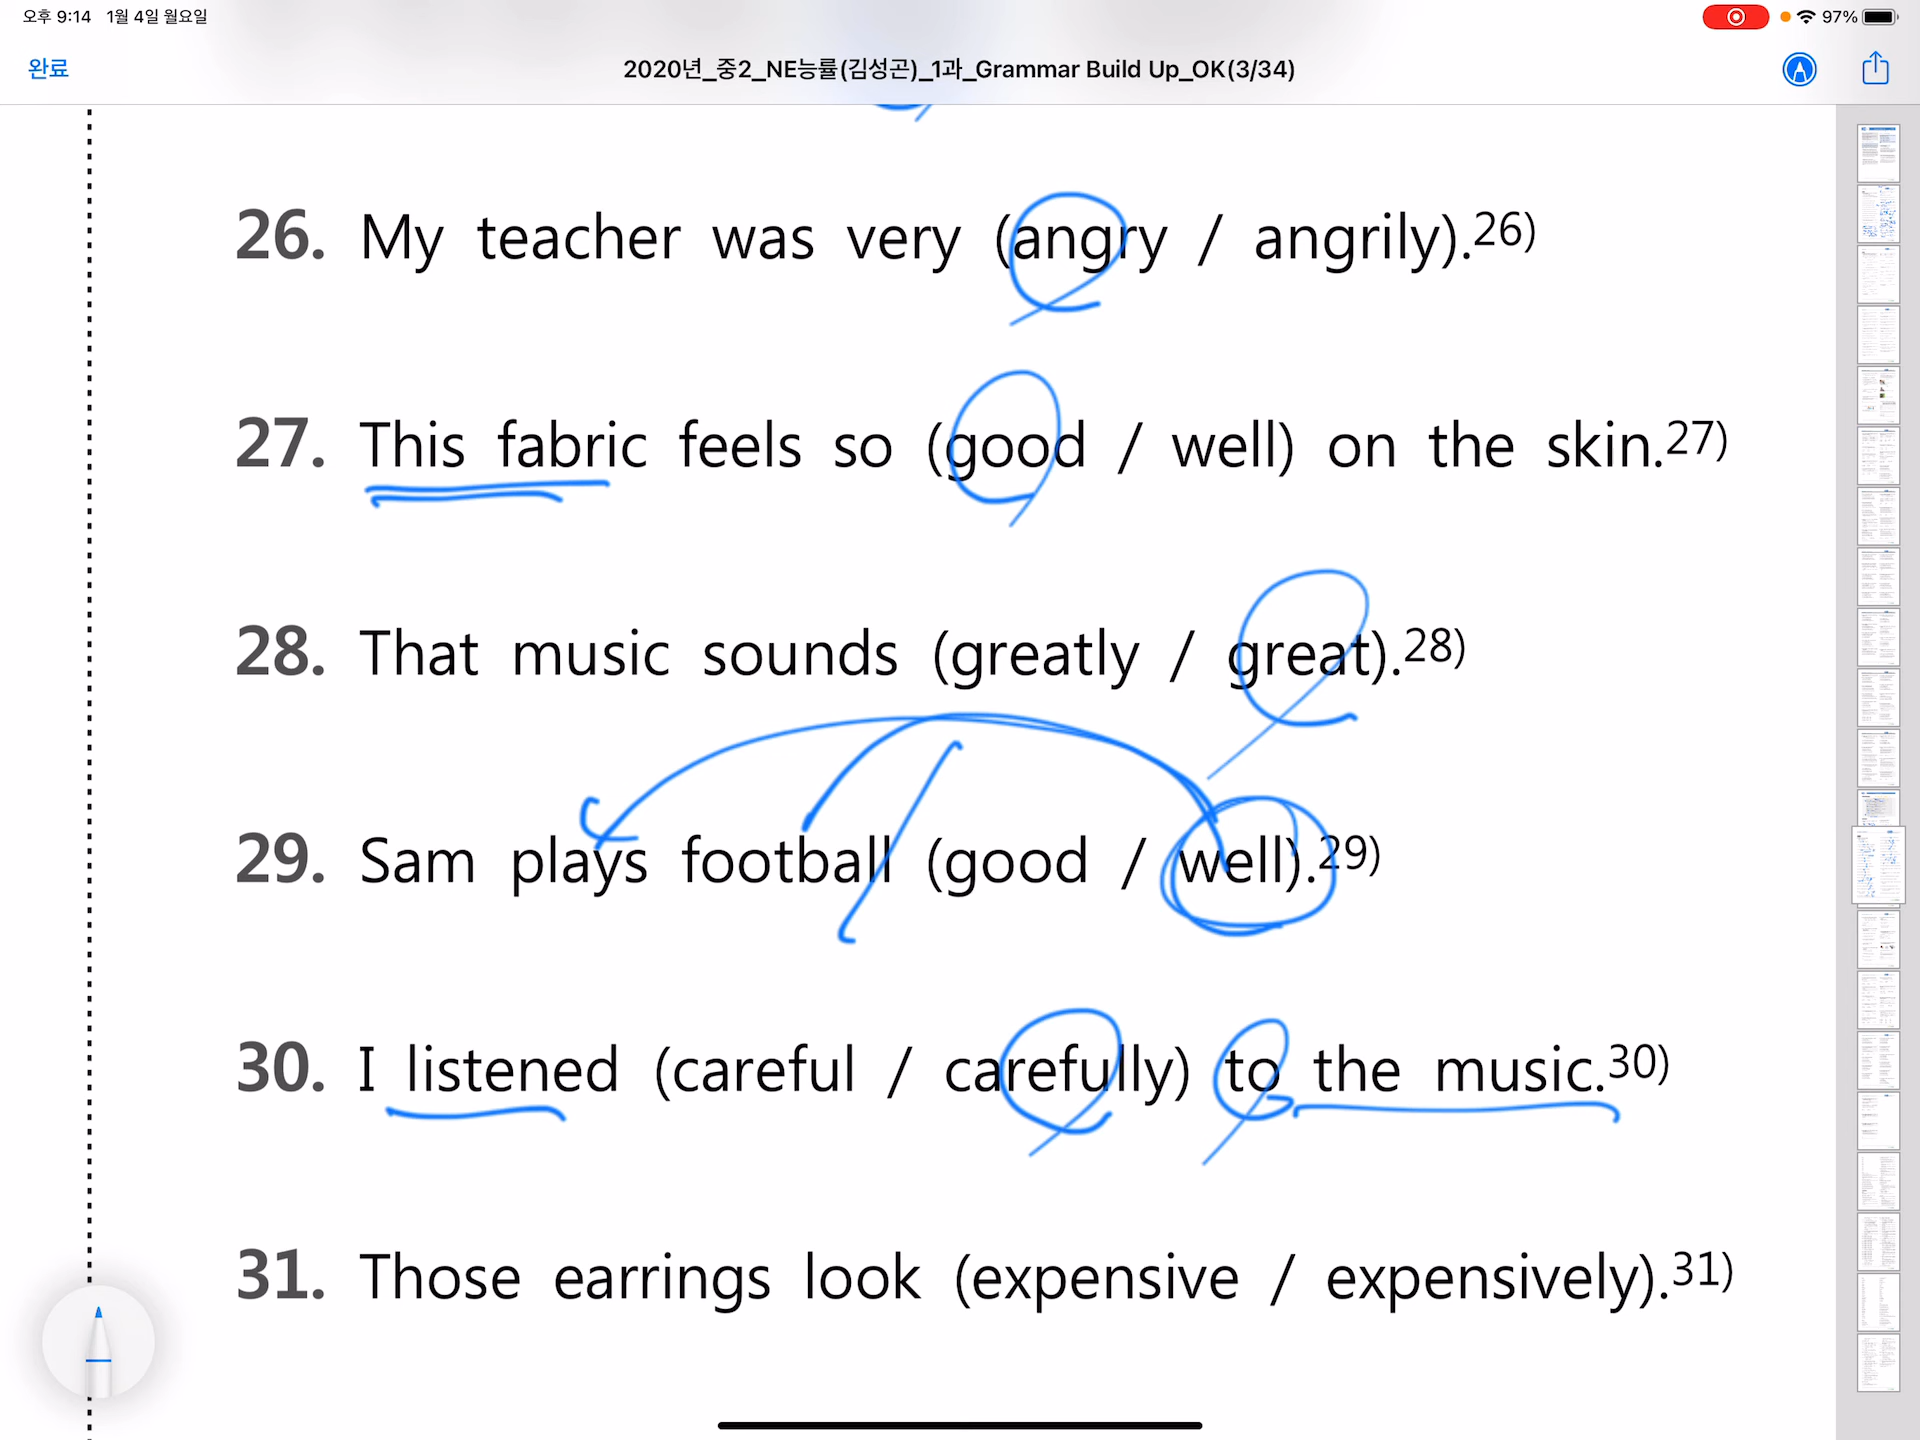 오후 9:14 1월 4일 월요일 97%
완료 2020년_중2_NE능률(김성곤)_1과_Grammar Build Up_OK(3/34)
26. My teacher was very (angry / angrily).26)
27. This fabric feels so (good / well) on the skin.27)
28. That music sounds (greatly / great).28)
29. Sam plays football (good / well).29)
30. I listened (careful / carefully) to the music.30)
31. Those earrings look (expensive / expensively).31)